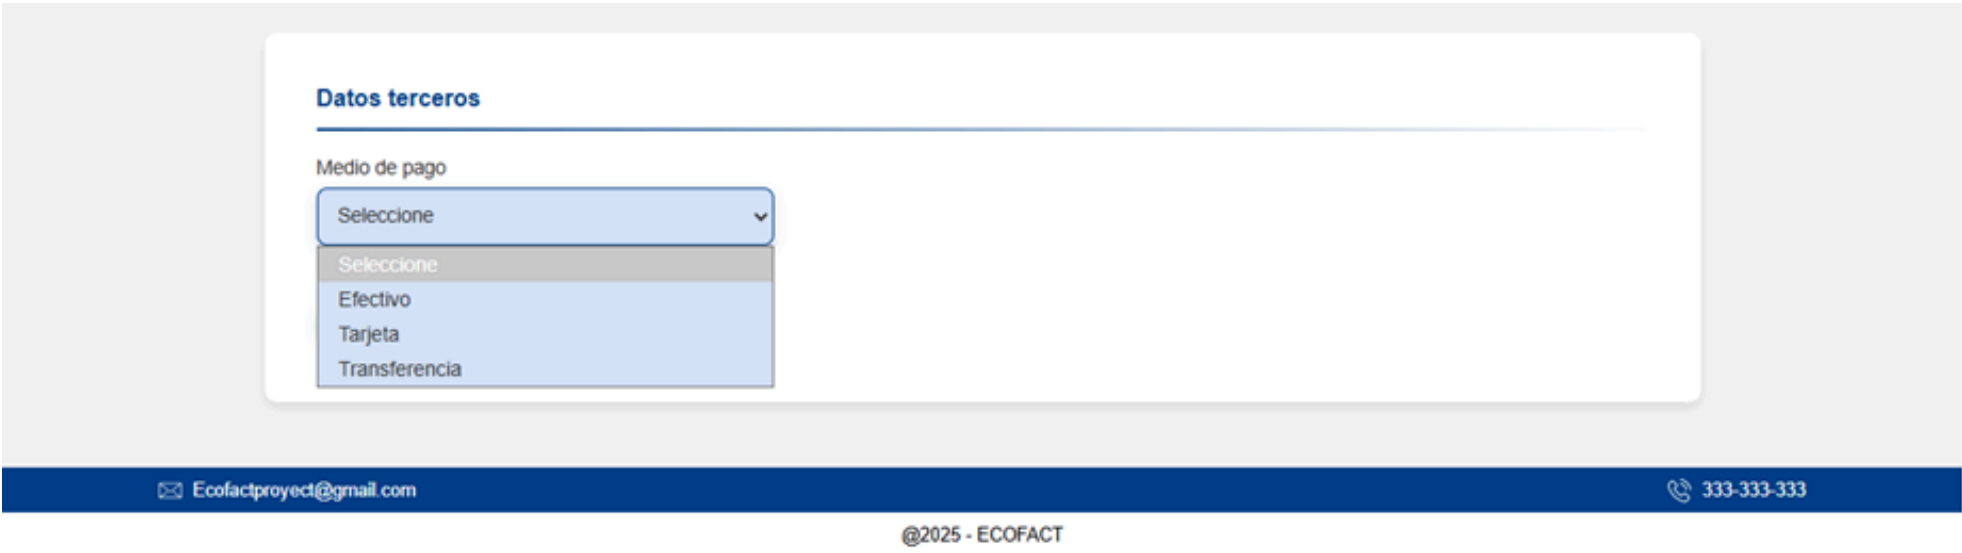 Datos terceros
Medio de pago
Seleccione
Seleccione
Efectivo
Tarjeta
Transferencia
Ecofactproyect@gmail.com 333-333-333
@2025 - ECOFACT